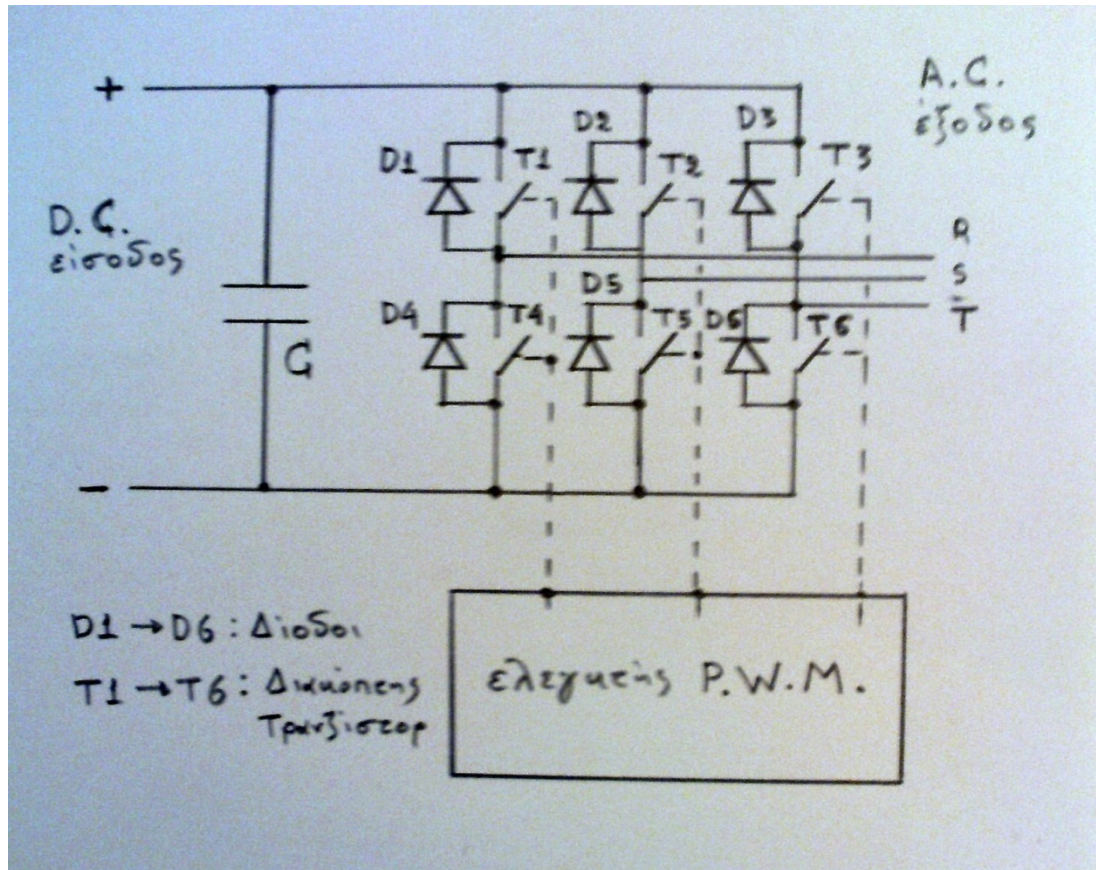 +
A.C.
έξοδος
D2
D3
D1
T1
T2
T3
D.C.
είσοδος
R
S
T
D5
D4
T4
T5
D6
T6
C
-
D1 → D6 : Δίοδοι
T1 → T6 : Διακόπτης
Τρανζίστορ
ελεγκτής P.W.M.